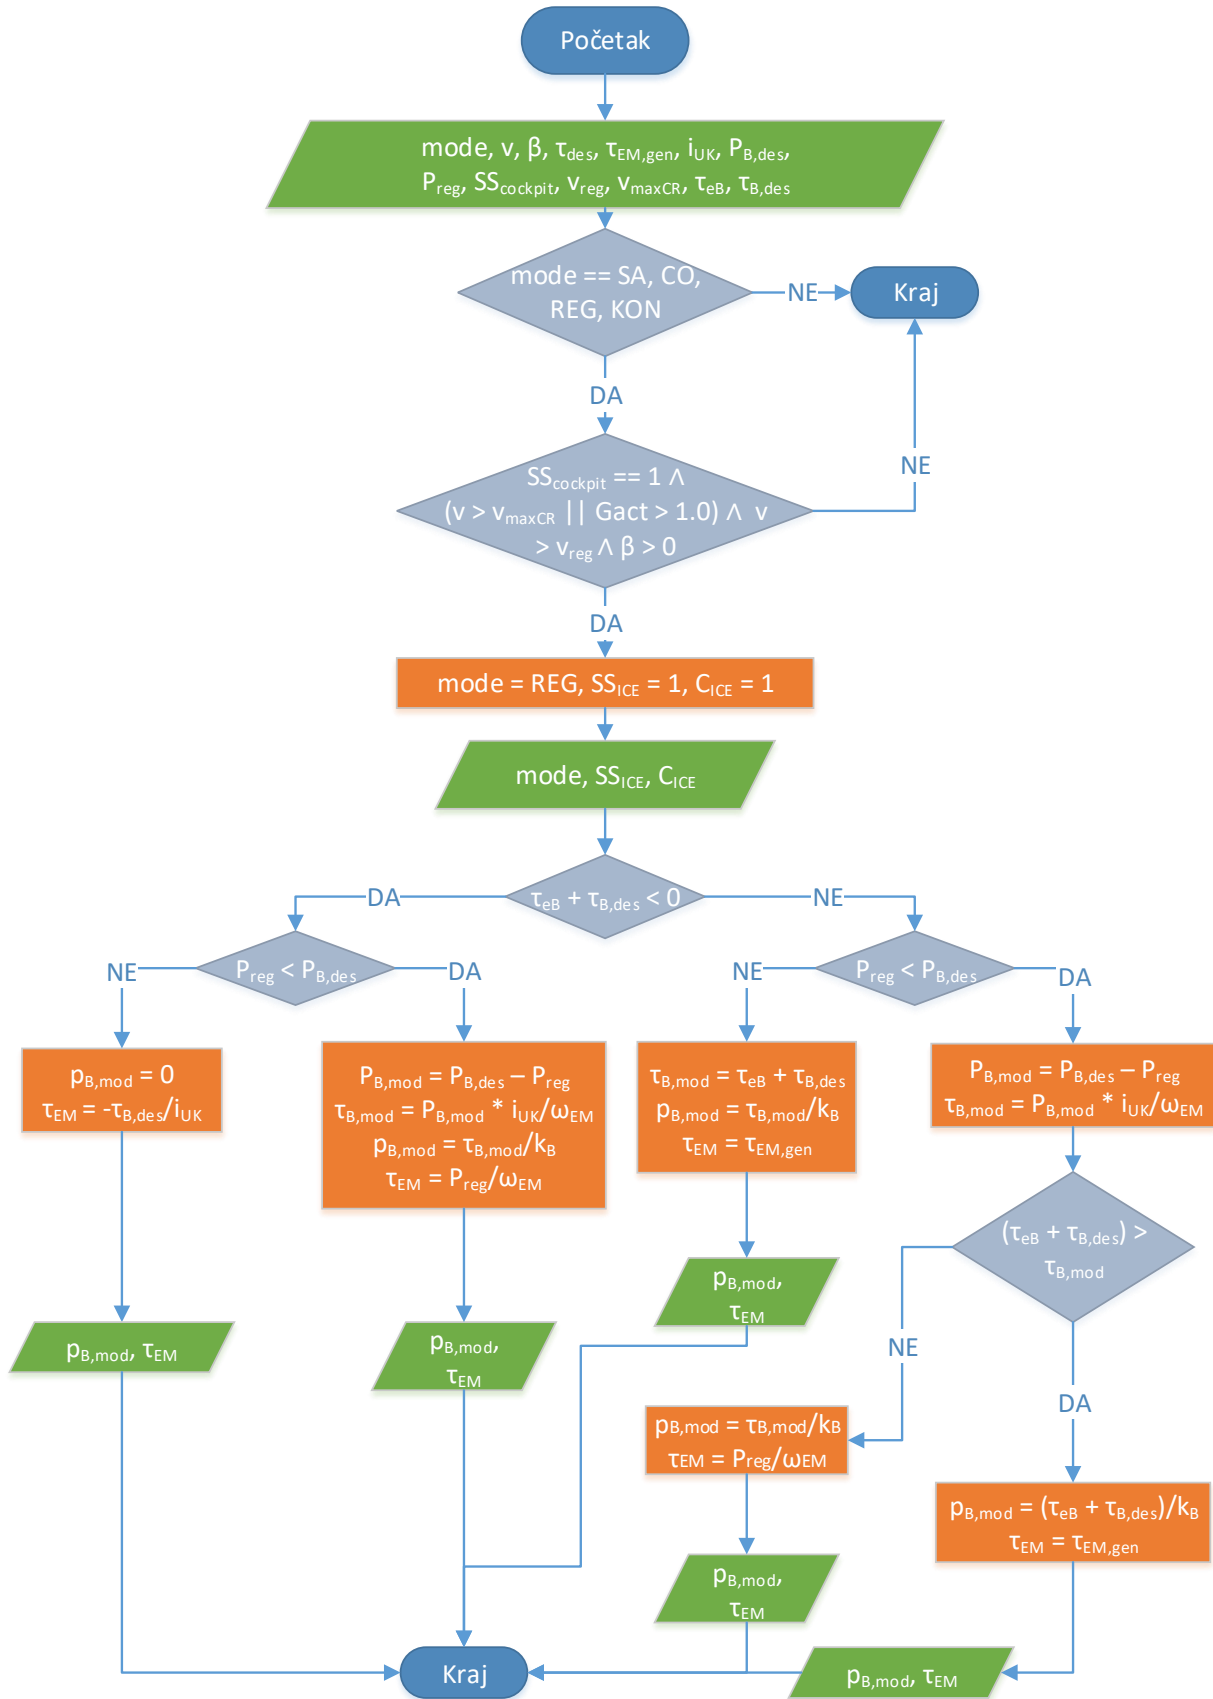 Početak
mode, v, β, τdes, τEM,gen, iUK, PB,des,
Preg, SScockpit, vreg, vmaxCR, τeB, τB,des
mode == SA, CO,
REG, KON
NE
Kraj
DA
SScockpit == 1 ∧
(v > vmaxCR || Gact > 1.0) ∧ v
> vreg ∧ β > 0
NE
DA
mode = REG, SSICE = 1, CICE = 1
mode, SSICE, CICE
τeB + τB,des < 0
DA
NE
Preg < PB,des
NE
DA
Preg < PB,des
NE
DA
pB,mod = 0
τEM = -τB,des/iUK
PB,mod = PB,des – Preg
τB,mod = PB,mod * iUK/ωEM
pB,mod = τB,mod/kB
τEM = Preg/ωEM
τB,mod = τeB + τB,des
pB,mod = τB,mod/kB
τEM = τEM,gen
PB,mod = PB,des – Preg
τB,mod = PB,mod * iUK/ωEM
(τeB + τB,des) >
τB,mod
NE
DA
pB,mod,
τEM
pB,mod, τEM
pB,mod,
τEM
pB,mod = τB,mod/kB
τEM = Preg/ωEM
pB,mod = (τeB + τB,des)/kB
τEM = τEM,gen
pB,mod,
τEM
Kraj
pB,mod, τEM